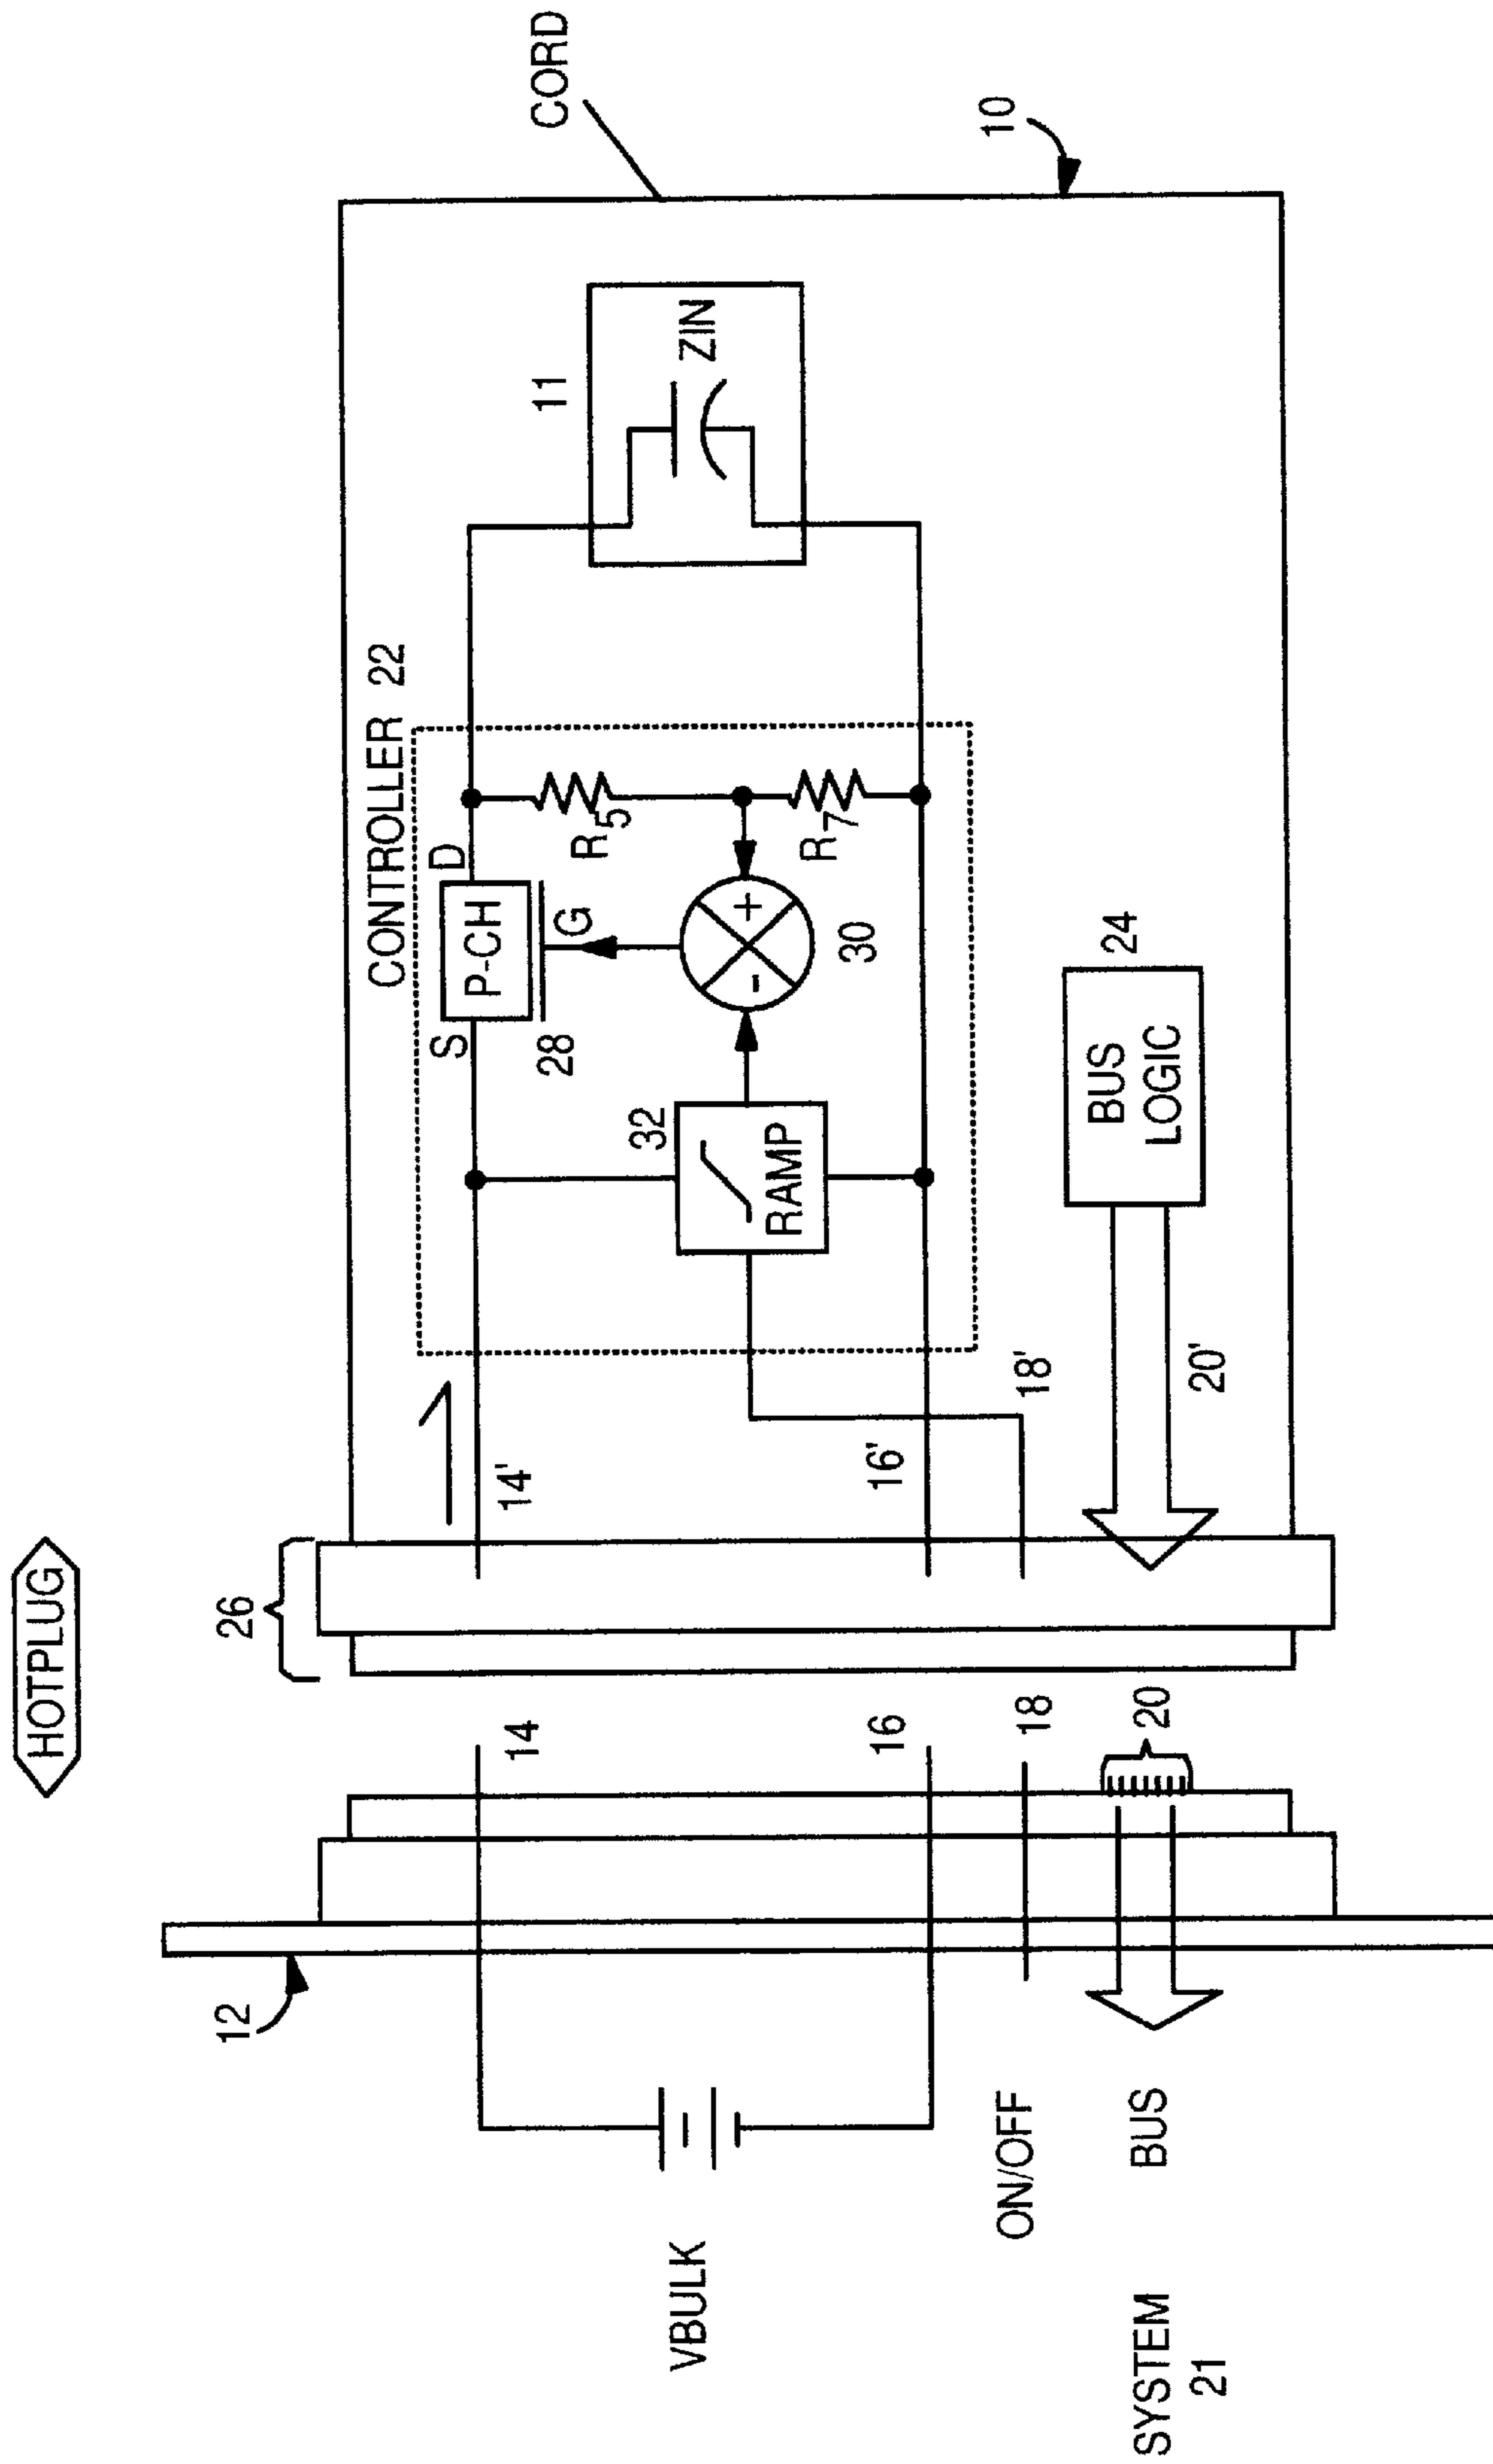 HOTPLUG
26
CORD
10
CONTROLLER 22
11
ZIN
S
P-CH
D
G
28
R5
R7
+
-
30
32
RAMP
BUS
LOGIC
24
14'
16'
18'
20'
14
16
18
20
12
VBULK
ON/OFF
BUS
SYSTEM
21